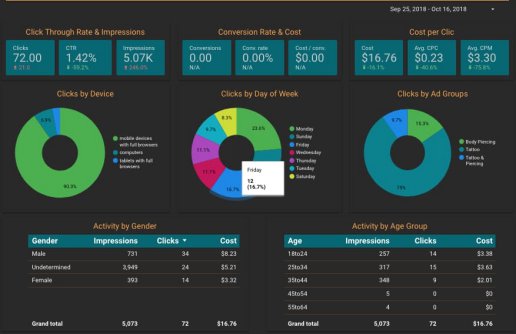 Sep 25, 2018 - Oct 16, 2018
Click Through Rate & Impressions
Clicks
72.00
CTR
1.42%
Impressions
5.07K
Conversion Rate & Cost
Conversions
0.00
N/A
Conv. rate
0.00%
N/A
Cost / conv.
$0.00
N/A
Cost per Clic
Cost
$16.76
-16.1%
Avg. CPC
$0.23
-40.6%
Avg. CPM
$3.30
-75.8%
Clicks by Device
90.3%
mobile devices
with full browsers
computers
tablets with full
browsers
Clicks by Day of Week
23.6%
16.7%
11.1%
11.1%
9.7%
8.3%
Friday
12
(16.7%)
Monday
Sunday
Friday
Wednesday
Thursday
Tuesday
Saturday
Clicks by Ad Groups
9.7%
15.3%
75%
Body Piercing
Tattoo
Tattoo &
Piercing
Activity by Gender
Gender Impressions Clicks Cost
Male 731 34 $8.23
Undetermined 3,949 24 $5.21
Female 393 14 $3.32
Grand total 5,073 72 $16.76
Activity by Age Group
Age Impressions Clicks Cost
18to24 257 14 $3.38
25to34 317 15 $3.63
35to44 348 9 $2.01
45to54 5 0 $0
55to64 4 0 $0
Grand total 5,073 72 $16.76